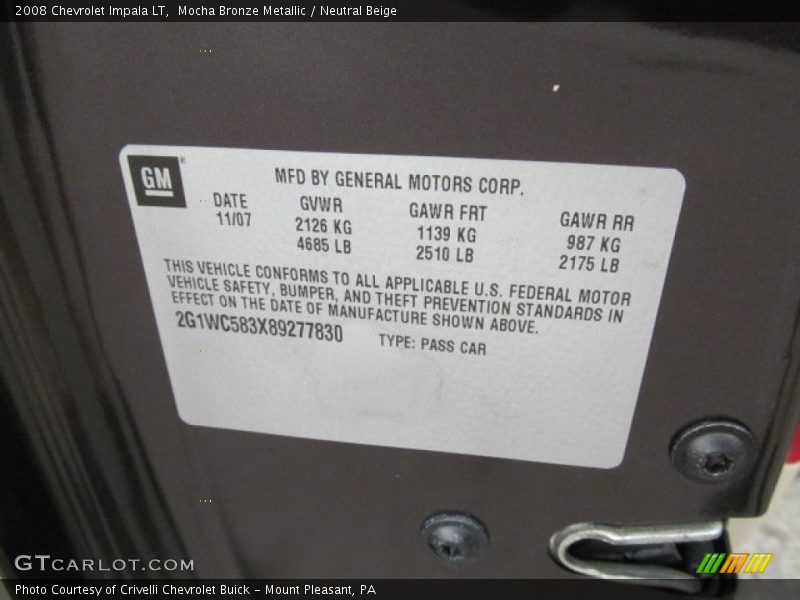 2008 Chevrolet Impala LT,  Mocha Bronze Metallic / Neutral Beige
GM
MFD BY GENERAL MOTORS CORP.
DATE GVWR GAWR FRT GAWR RR
11/07 2126 KG 1139 KG 987 KG
4685 LB 2510 LB 2175 LB
THIS VEHICLE CONFORMS TO ALL APPLICABLE U.S. FEDERAL MOTOR
VEHICLE SAFETY, BUMPER, AND THEFT PREVENTION STANDARDS IN
EFFECT ON THE DATE OF MANUFACTURE SHOWN ABOVE.
2G1WC583X89277830 TYPE: PASS CAR
GTCARLOT.COM
Photo Courtesy of Crivelli Chevrolet Buick – Mount Pleasant, PA